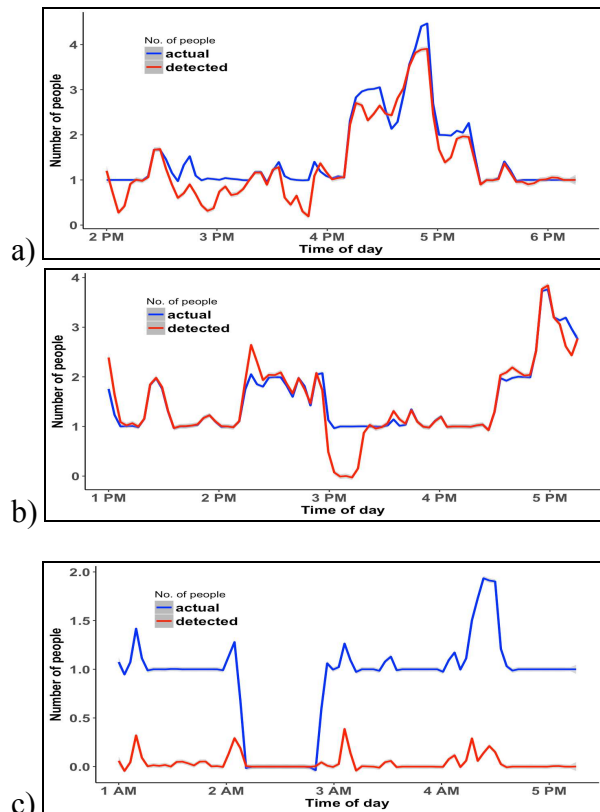 No. of people
actual
detected
Number of people
4
3
2
1
0
2 PM 3 PM 4 PM 5 PM 6 PM
Time of day
a)
No. of people
actual
detected
Number of people
4
3
2
1
0
1 PM 2 PM 3 PM 4 PM 5 PM
Time of day
b)
No. of people
actual
detected
Number of people
2.0
1.5
1.0
0.5
0.0
1 AM 2 AM 3 AM 4 AM 5 PM
Time of day
c)